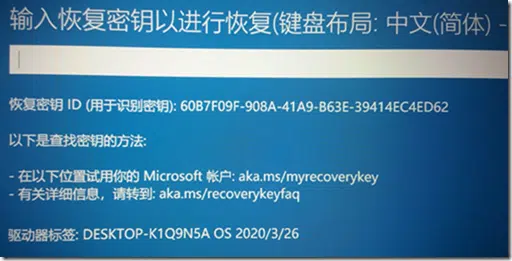 输入恢复密钥以进行恢复(键盘布局: 中文(简体) -
恢复密钥 ID (用于识别密钥): 60B7F09F-908A-41A9-B63E-39414EC4ED62
以下是查找密钥的方法:
- 在以下位置试用你的 Microsoft 帐户: aka.ms/myrecoverykey
- 有关详细信息，请转到: aka.ms/recoverykeyfaq
驱动器标签: DESKTOP-K1Q9N5A OS 2020/3/26